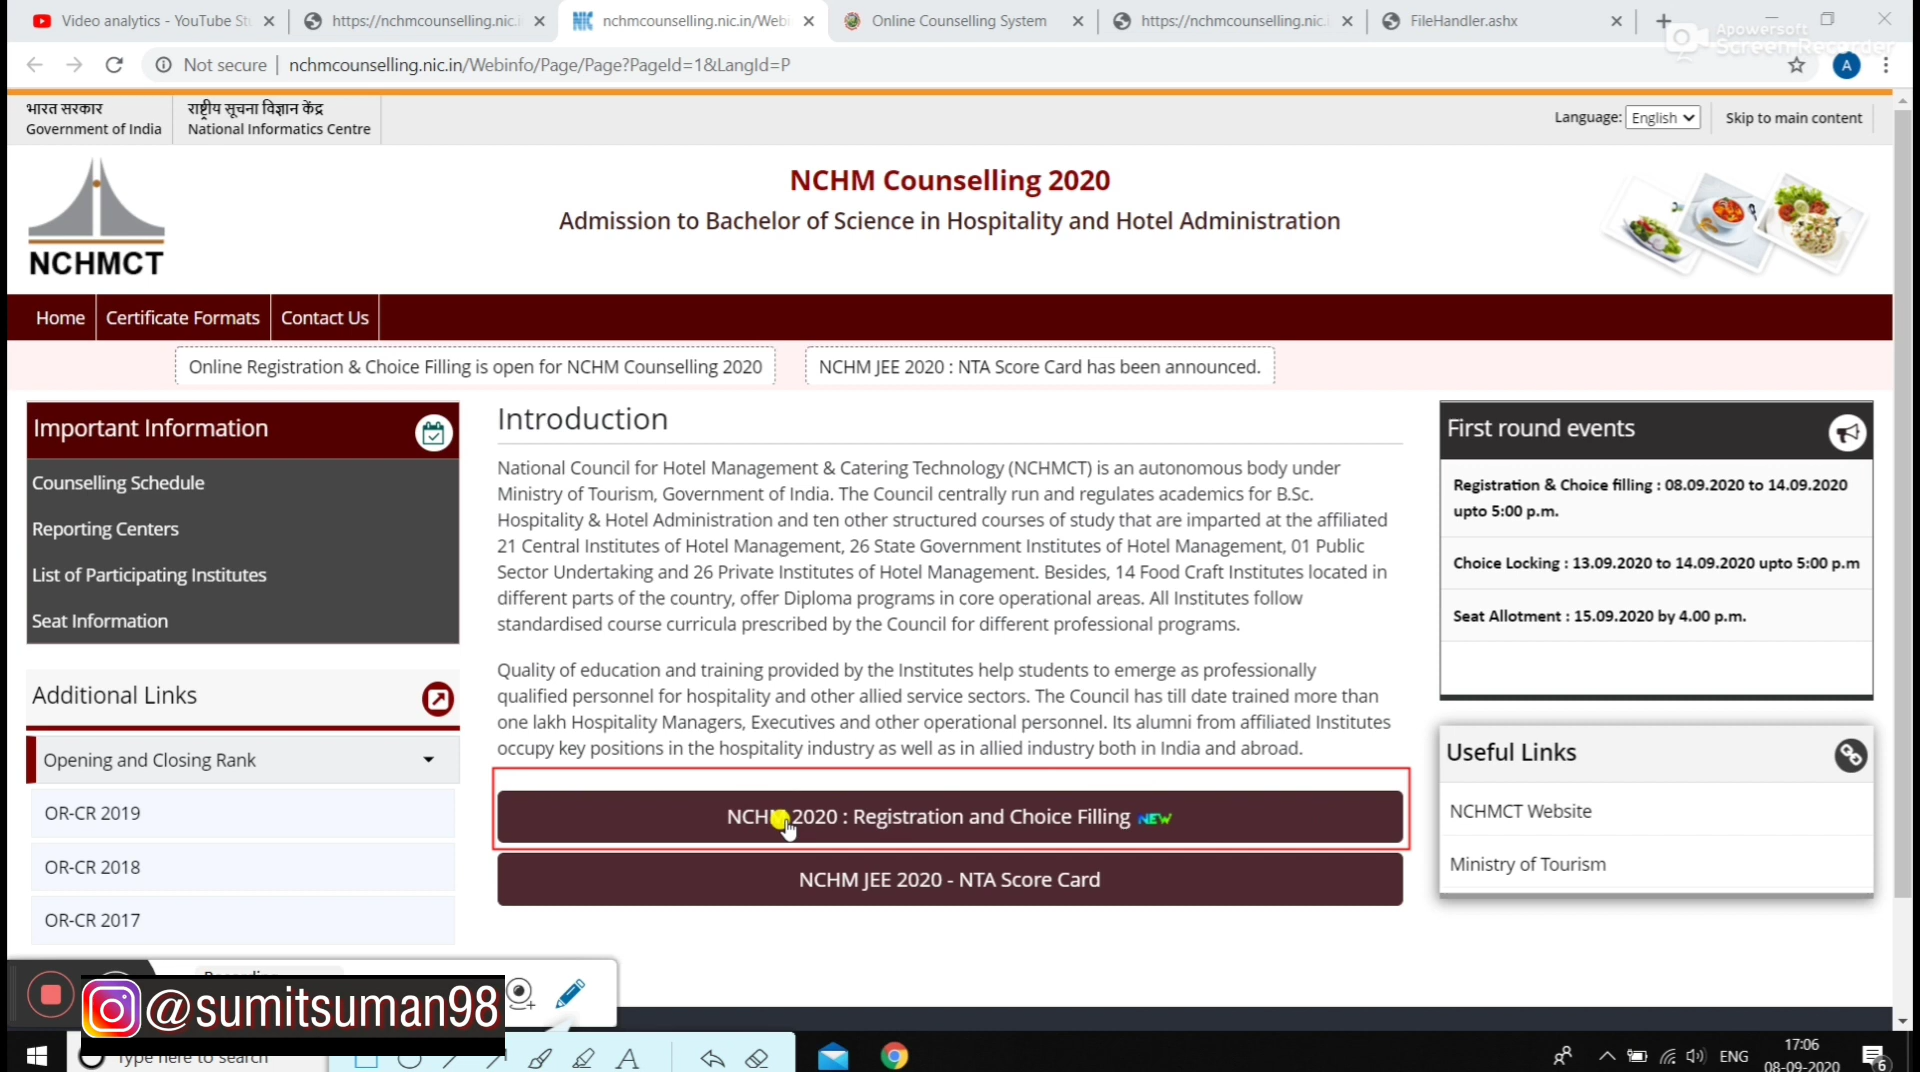 Video analytics - YouTube St
https://nchmcounselling.nic.i
nchmcounselling.nic.in/Webi
Online Counselling System
https://nchmcounselling.nic.
FileHandler.ashx
Apowersoft
Screen Recorder
Not secure | nchmcounselling.nic.in/Webinfo/Page/Page?PageId=1&LangId=P
A
भारत सरकार
Government of India
राष्ट्रीय सूचना विज्ञान केंद्र
National Informatics Centre
Language: English
Skip to main content
NCHMCT
NCHM Counselling 2020
Admission to Bachelor of Science in Hospitality and Hotel Administration
Home
Certificate Formats
Contact Us
Online Registration & Choice Filling is open for NCHM Counselling 2020
NCHM JEE 2020 : NTA Score Card has been announced.
Important Information
Counselling Schedule
Reporting Centers
List of Participating Institutes
Seat Information
Additional Links
Opening and Closing Rank
OR-CR 2019
OR-CR 2018
OR-CR 2017
Introduction
National Council for Hotel Management & Catering Technology (NCHMCT) is an autonomous body under
Ministry of Tourism, Government of India. The Council centrally run and regulates academics for B.Sc.
Hospitality & Hotel Administration and ten other structured courses of study that are imparted at the affiliated
21 Central Institutes of Hotel Management, 26 State Government Institutes of Hotel Management, 01 Public
Sector Undertaking and 26 Private Institutes of Hotel Management. Besides, 14 Food Craft Institutes located in
different parts of the country, offer Diploma programs in core operational areas. All Institutes follow
standardised course curricula prescribed by the Council for different professional programs.
Quality of education and training provided by the Institutes help students to emerge as professionally
qualified personnel for hospitality and other allied service sectors. The Council has till date trained more than
one lakh Hospitality Managers, Executives and other operational personnel. Its alumni from affiliated Institutes
occupy key positions in the hospitality industry as well as in allied industry both in India and abroad.
NCHM 2020 : Registration and Choice Filling NEW
NCHM JEE 2020 - NTA Score Card
First round events
Registration & Choice filling : 08.09.2020 to 14.09.2020
upto 5:00 p.m.
Choice Locking : 13.09.2020 to 14.09.2020 upto 5:00 p.m
Seat Allotment : 15.09.2020 by 4.00 p.m.
Useful Links
NCHMCT Website
Ministry of Tourism
@sumitsuman98
Type here to search
A
ENG
17:06
08-09-2020
6